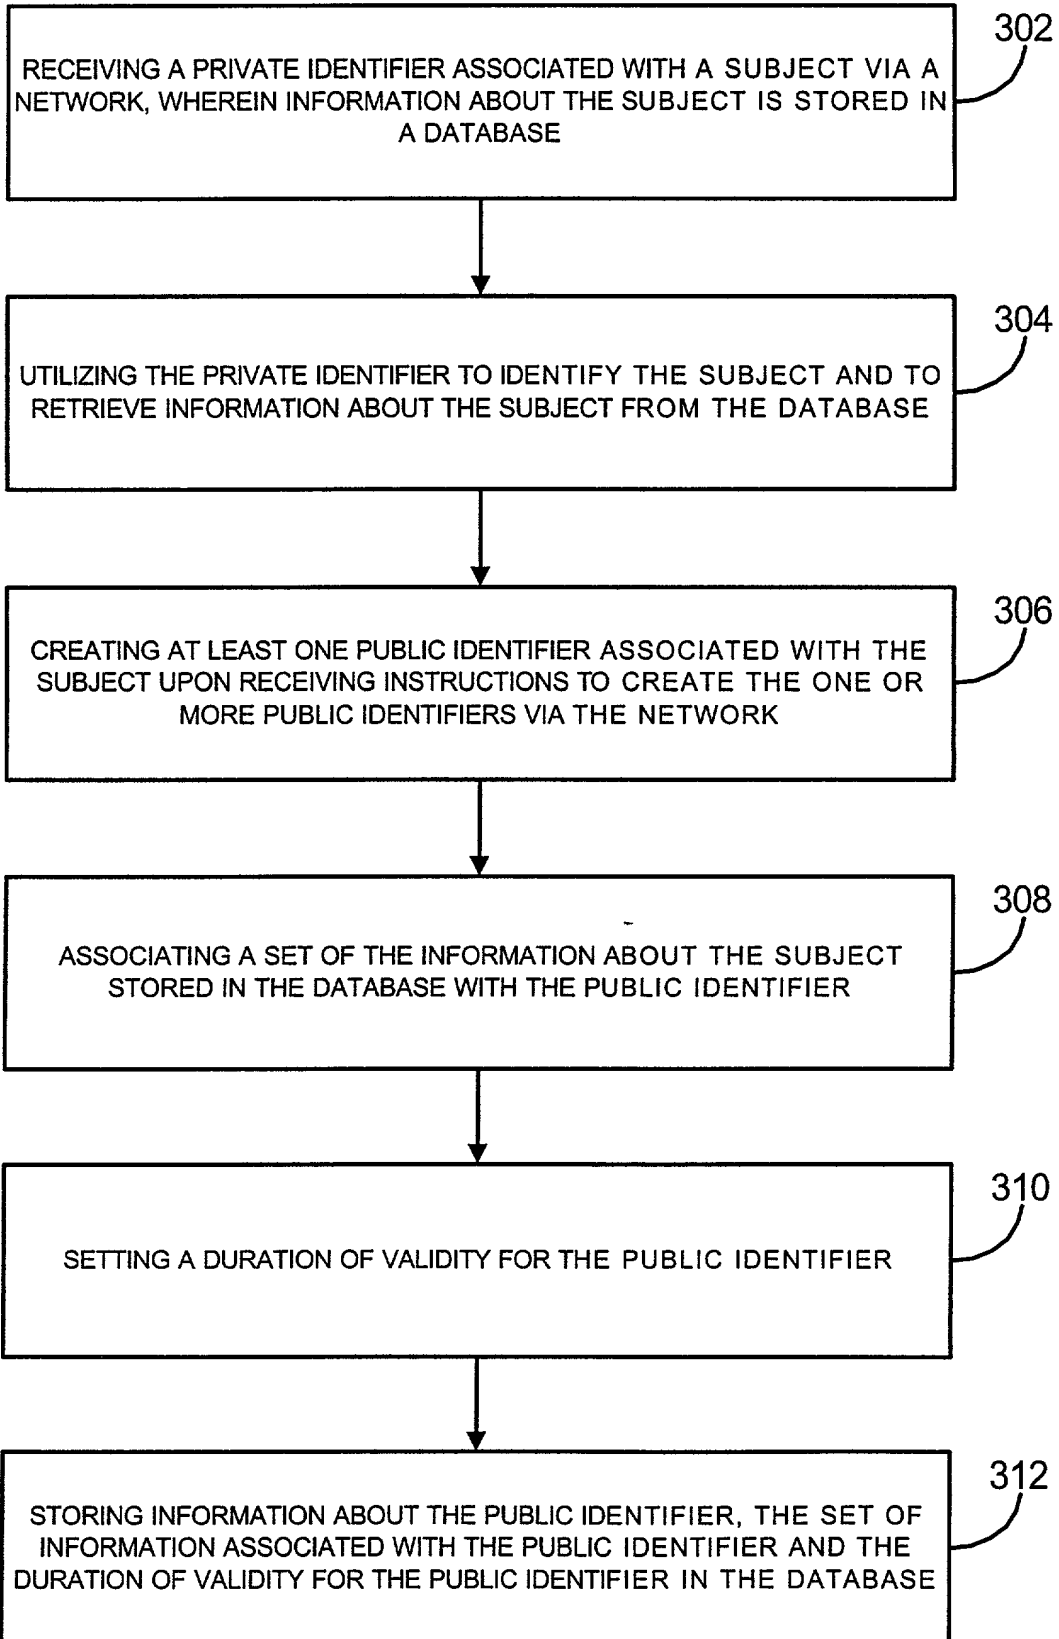 302
RECEIVING A PRIVATE IDENTIFIER ASSOCIATED WITH A SUBJECT VIA A
NETWORK, WHEREIN INFORMATION ABOUT THE SUBJECT IS STORED IN
A DATABASE
304
UTILIZING THE PRIVATE IDENTIFIER TO IDENTIFY THE SUBJECT AND TO
RETRIEVE INFORMATION ABOUT THE SUBJECT FROM THE DATABASE
306
CREATING AT LEAST ONE PUBLIC IDENTIFIER ASSOCIATED WITH THE
SUBJECT UPON RECEIVING INSTRUCTIONS TO CREATE THE ONE OR
MORE PUBLIC IDENTIFIERS VIA THE NETWORK
308
ASSOCIATING A SET OF THE INFORMATION ABOUT THE SUBJECT
STORED IN THE DATABASE WITH THE PUBLIC IDENTIFIER
310
SETTING A DURATION OF VALIDITY FOR THE PUBLIC IDENTIFIER
312
STORING INFORMATION ABOUT THE PUBLIC IDENTIFIER, THE SET OF
INFORMATION ASSOCIATED WITH THE PUBLIC IDENTIFIER AND THE
DURATION OF VALIDITY FOR THE PUBLIC IDENTIFIER IN THE DATABASE